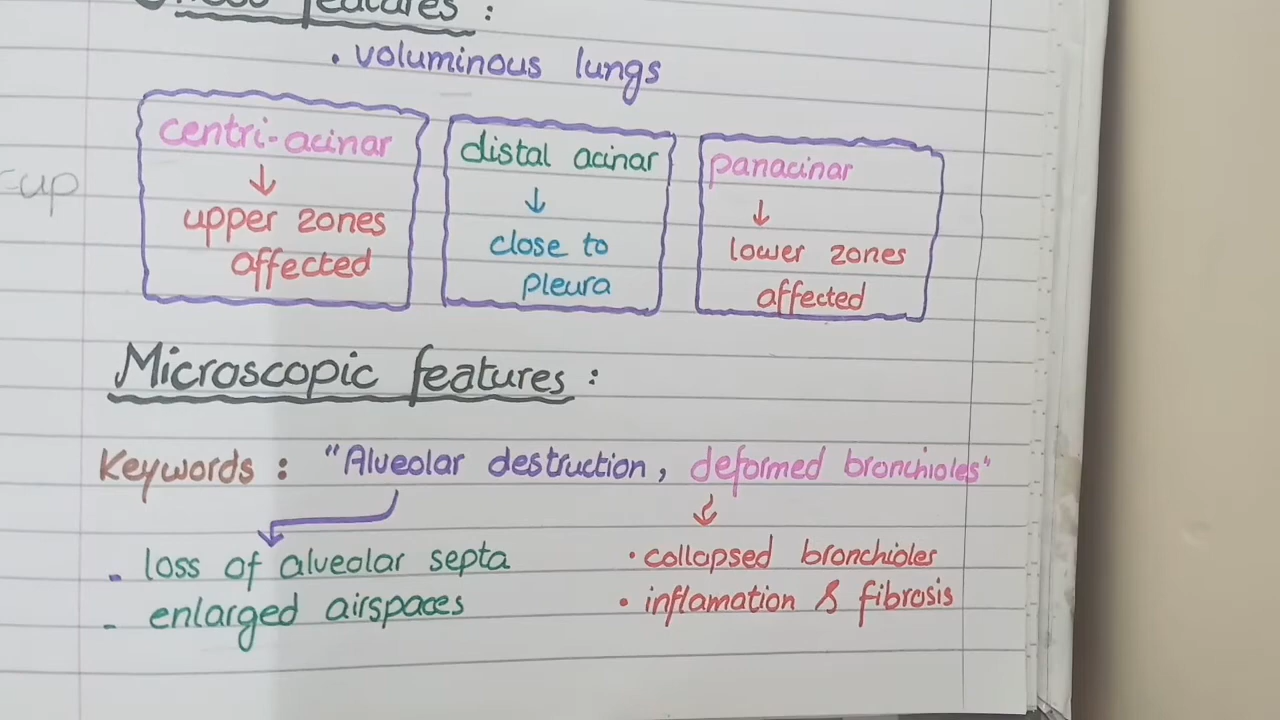 features :
• voluminous lungs
centri-acinar
↓
upper zones
affected
distal acinar
↓
close to
pleura
panacinar
↓
lower zones
affected
Microscopic features :
Keywords : "Alveolar destruction, deformed bronchioles"
- loss of alveolar septa
- enlarged airspaces
• collapsed bronchioles
• inflamation & fibrosis